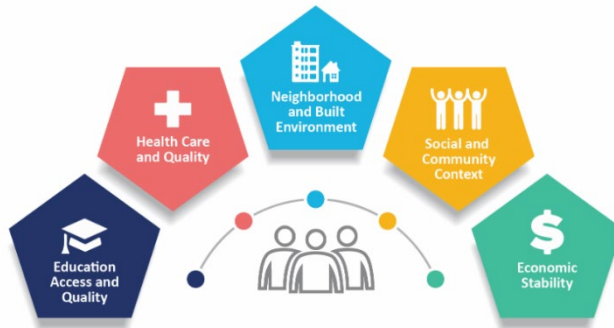 Education
Access and
Quality
Health Care
and Quality
Neighborhood
and Built
Environment
Social and
Community
Context
$
Economic
Stability